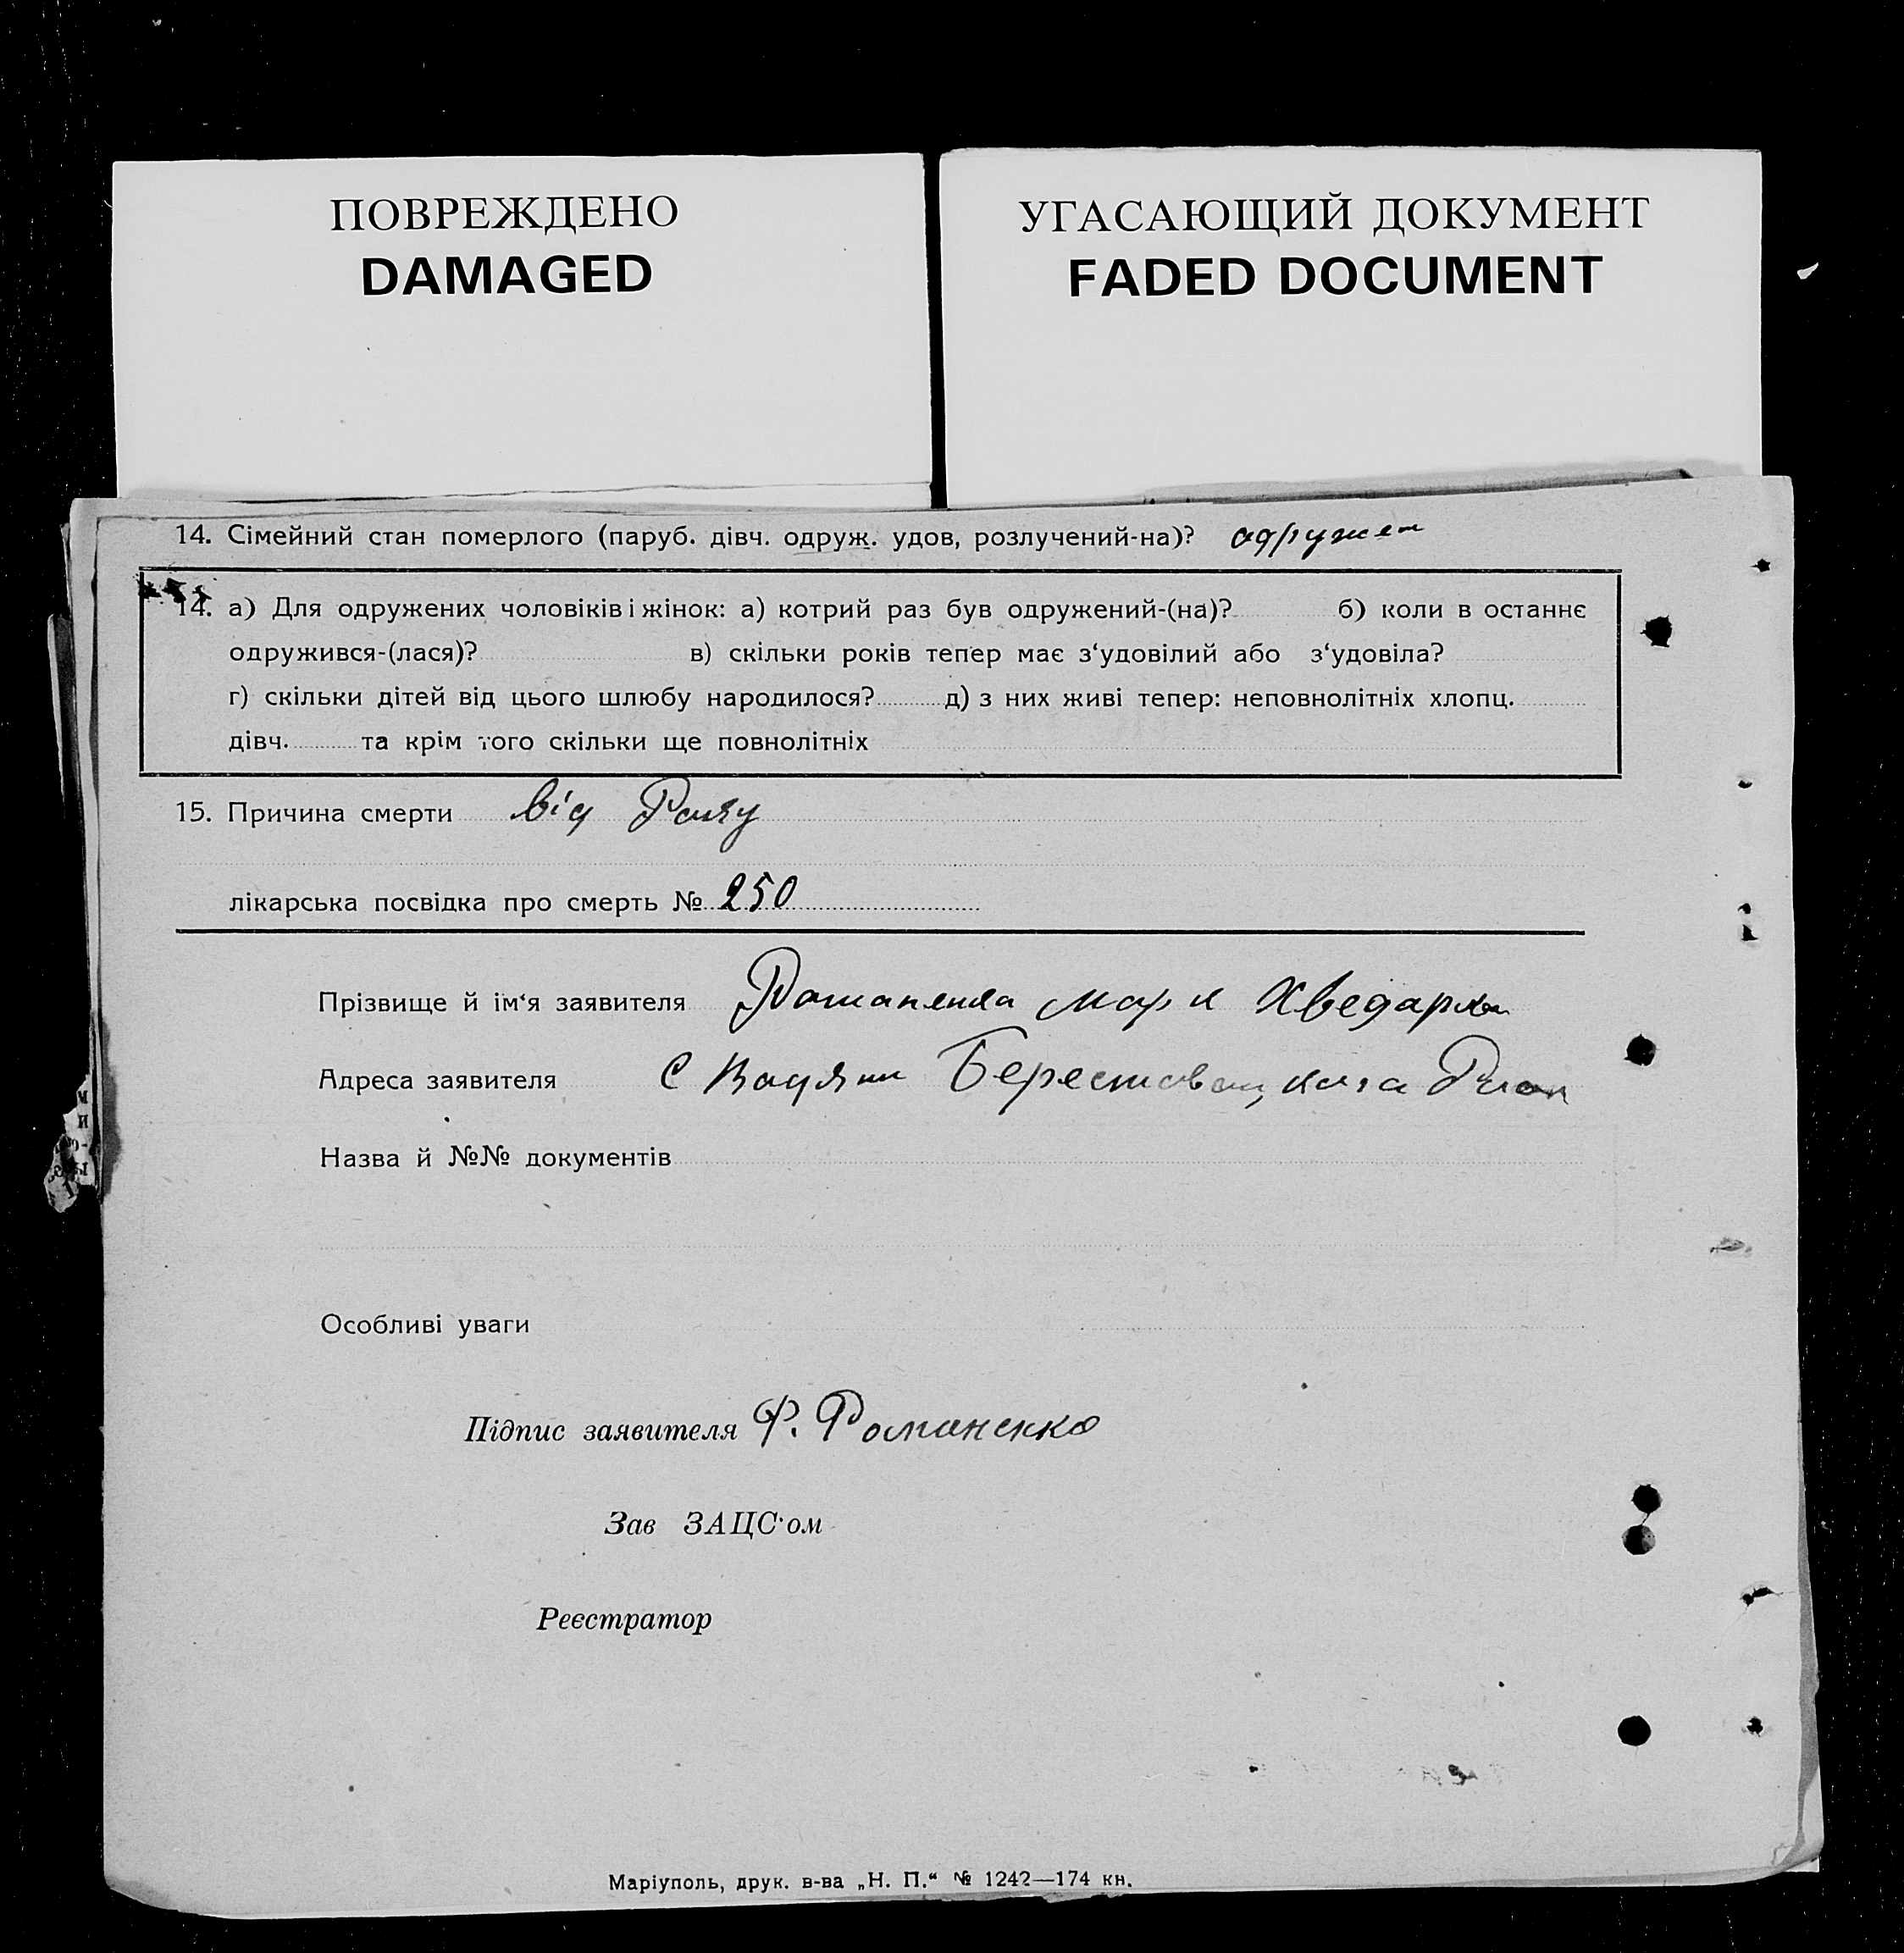 ПОВРЕЖДЕНО
DAMAGED
УГАСАЮЩИЙ ДОКУМЕНТ
FADED DOCUMENT
14. Сімейний стан померлого (паруб. дівч. одруж. удов, розлучений-на)? одружен
14. а) Для одружених чоловіків і жінок: а) котрий раз був одружений-(на)? б) коли в останнє
одружився-(лася)? в) скільки років тепер має з‘удовілий або з‘удовіла?
г) скільки дітей від цього шлюбу народилося? д) з них живі тепер: неповнолітніх хлопц.
дівч. та крім того скільки ще повнолітніх
15. Причина смерти від Раку
лікарська посвідка про смерть № 250
Прізвище й ім‘я заявителя
Адреса заявителя С
Назва й №№ документів
Особливі уваги
Підпис заявителя Ф. Романенко
Зав ЗАЦС‘ом
Реєстратор
Маріуполь, друк. в-ва „Н. П.“ № 1242—174 кн.